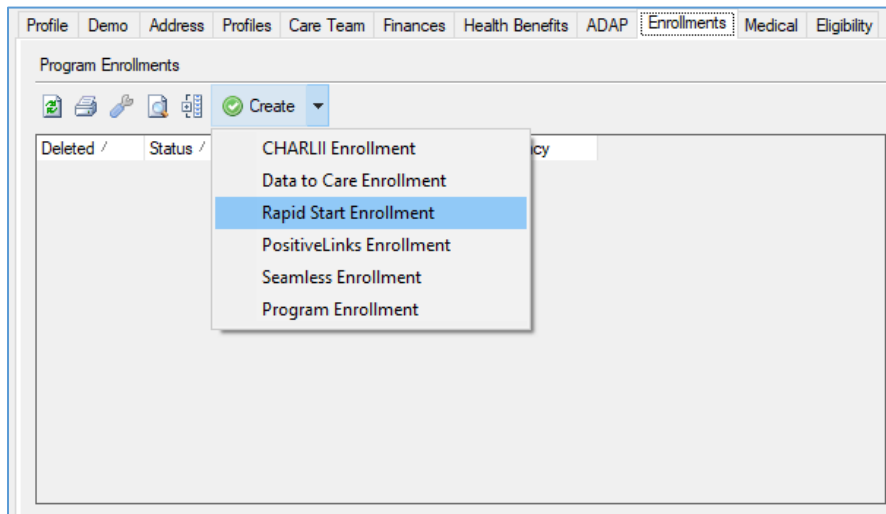 Profile Demo Address Profiles Care Team Finances Health Benefits ADAP Enrollments Medical Eligibility
Program Enrollments
Create
Deleted / Status /
CHARLII Enrollment
Data to Care Enrollment
Rapid Start Enrollment
PositiveLinks Enrollment
Seamless Enrollment
Program Enrollment